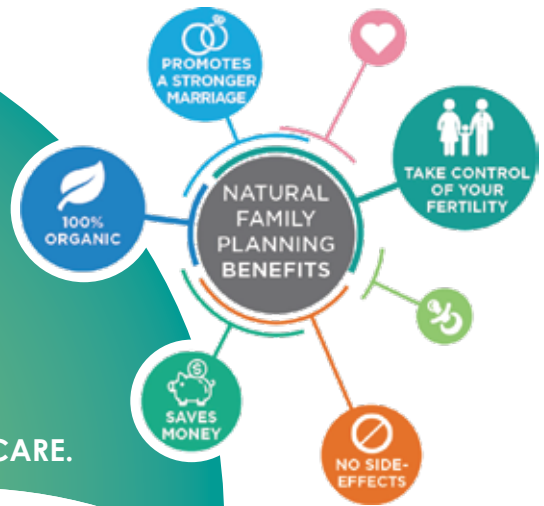 PROMOTES
A STRONGER
MARRIAGE
TAKE CONTROL
OF YOUR
FERTILITY
100%
ORGANIC
NATURAL
FAMILY
PLANNING
BENEFITS
SAVES
MONEY
NO SIDE-
EFFECTS
CARE.